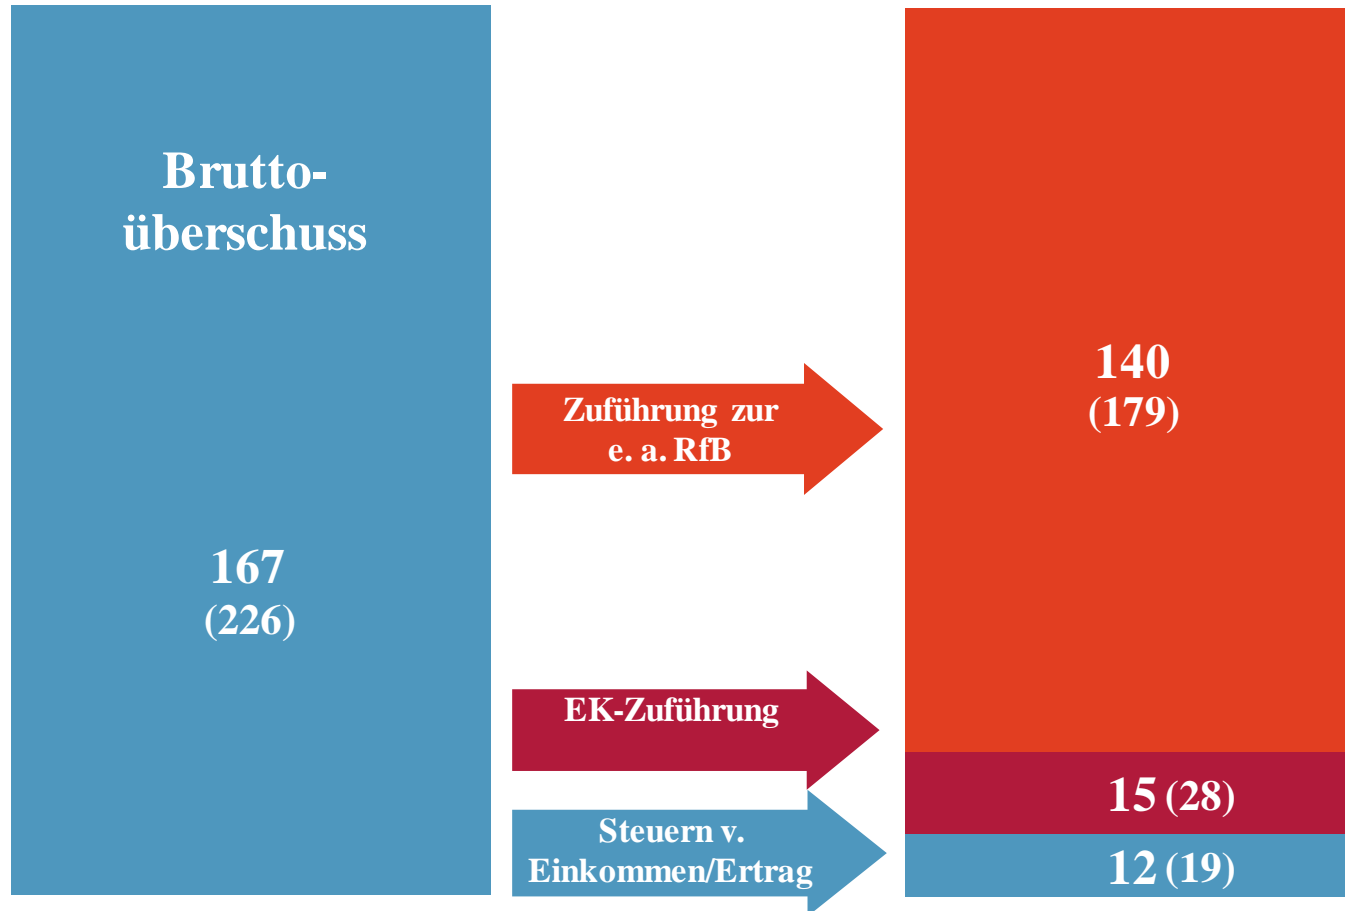 Brutto-
überschuss
167
(226)
Zuführung zur
e. a. RfB
EK-Zuführung
Steuern v.
Einkommen/Ertrag
140
(179)
15 (28)
12 (19)